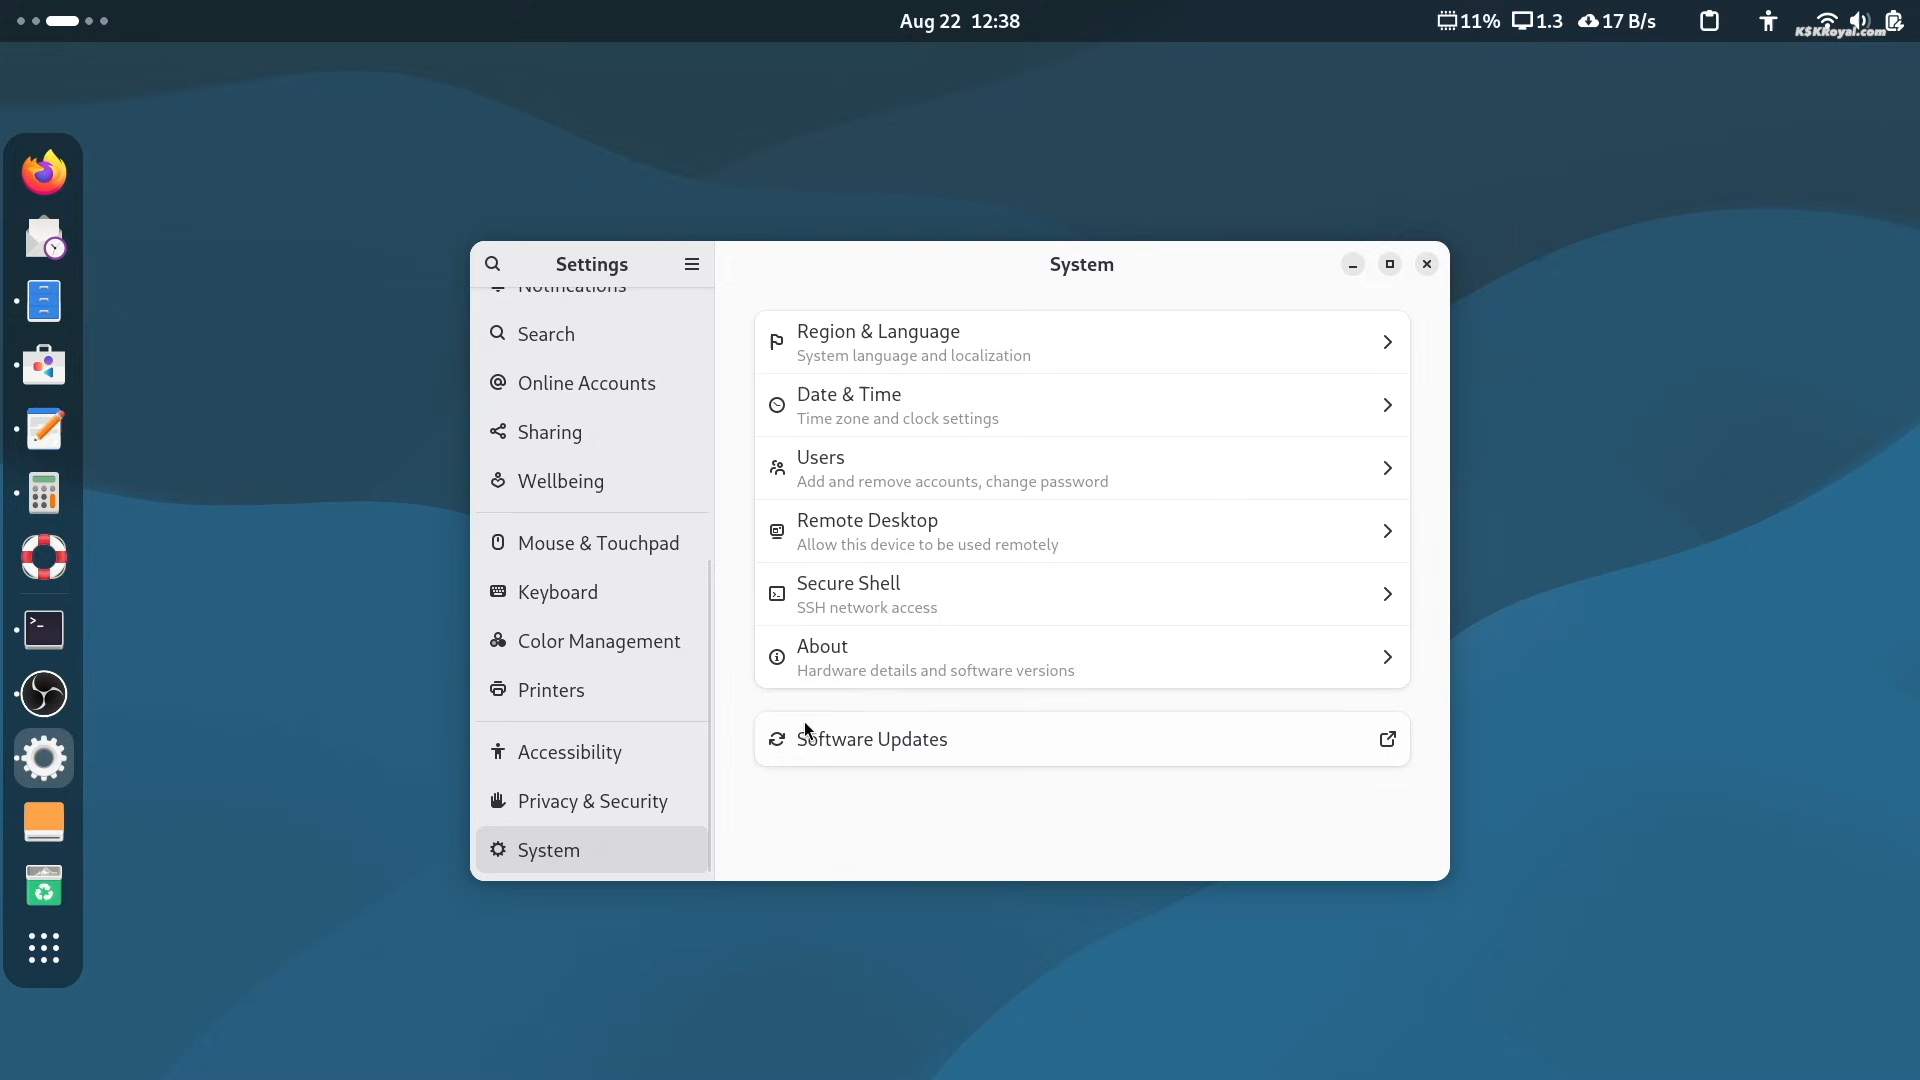 Aug 22 12:38
11% 1.3 17 B/s
K$KRoyal.com
Settings
System
Notifications
Search
Online Accounts
Sharing
Wellbeing
Mouse & Touchpad
Keyboard
Color Management
Printers
Accessibility
Privacy & Security
System
Region & Language
System language and localization
Date & Time
Time zone and clock settings
Users
Add and remove accounts, change password
Remote Desktop
Allow this device to be used remotely
Secure Shell
SSH network access
About
Hardware details and software versions
Software Updates